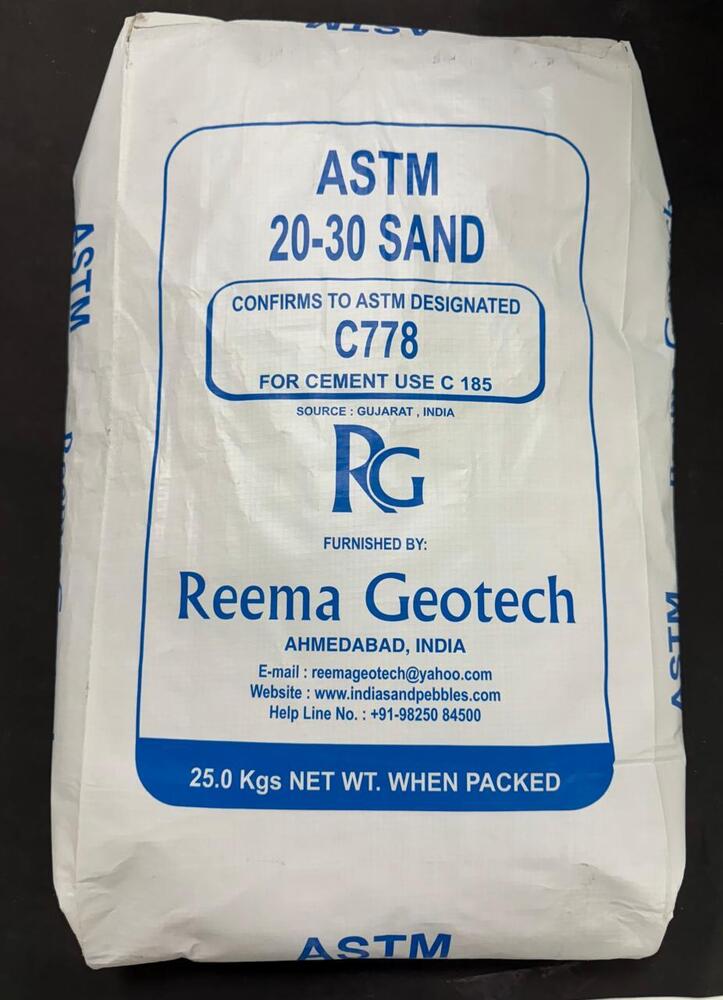 ASTM
ASTM
20-30 SAND
CONFIRMS TO ASTM DESIGNATED
C778
FOR CEMENT USE C 185
SOURCE : GUJARAT , INDIA
RG
FURNISHED BY:
Reema Geotech
AHMEDABAD, INDIA
E-mail : reemageotech@yahoo.com
Website : www.indiasandpebbles.com
Help Line No. : +91-98250 84500
25.0 Kgs NET WT. WHEN PACKED
ASTM
ASTM
ASTM